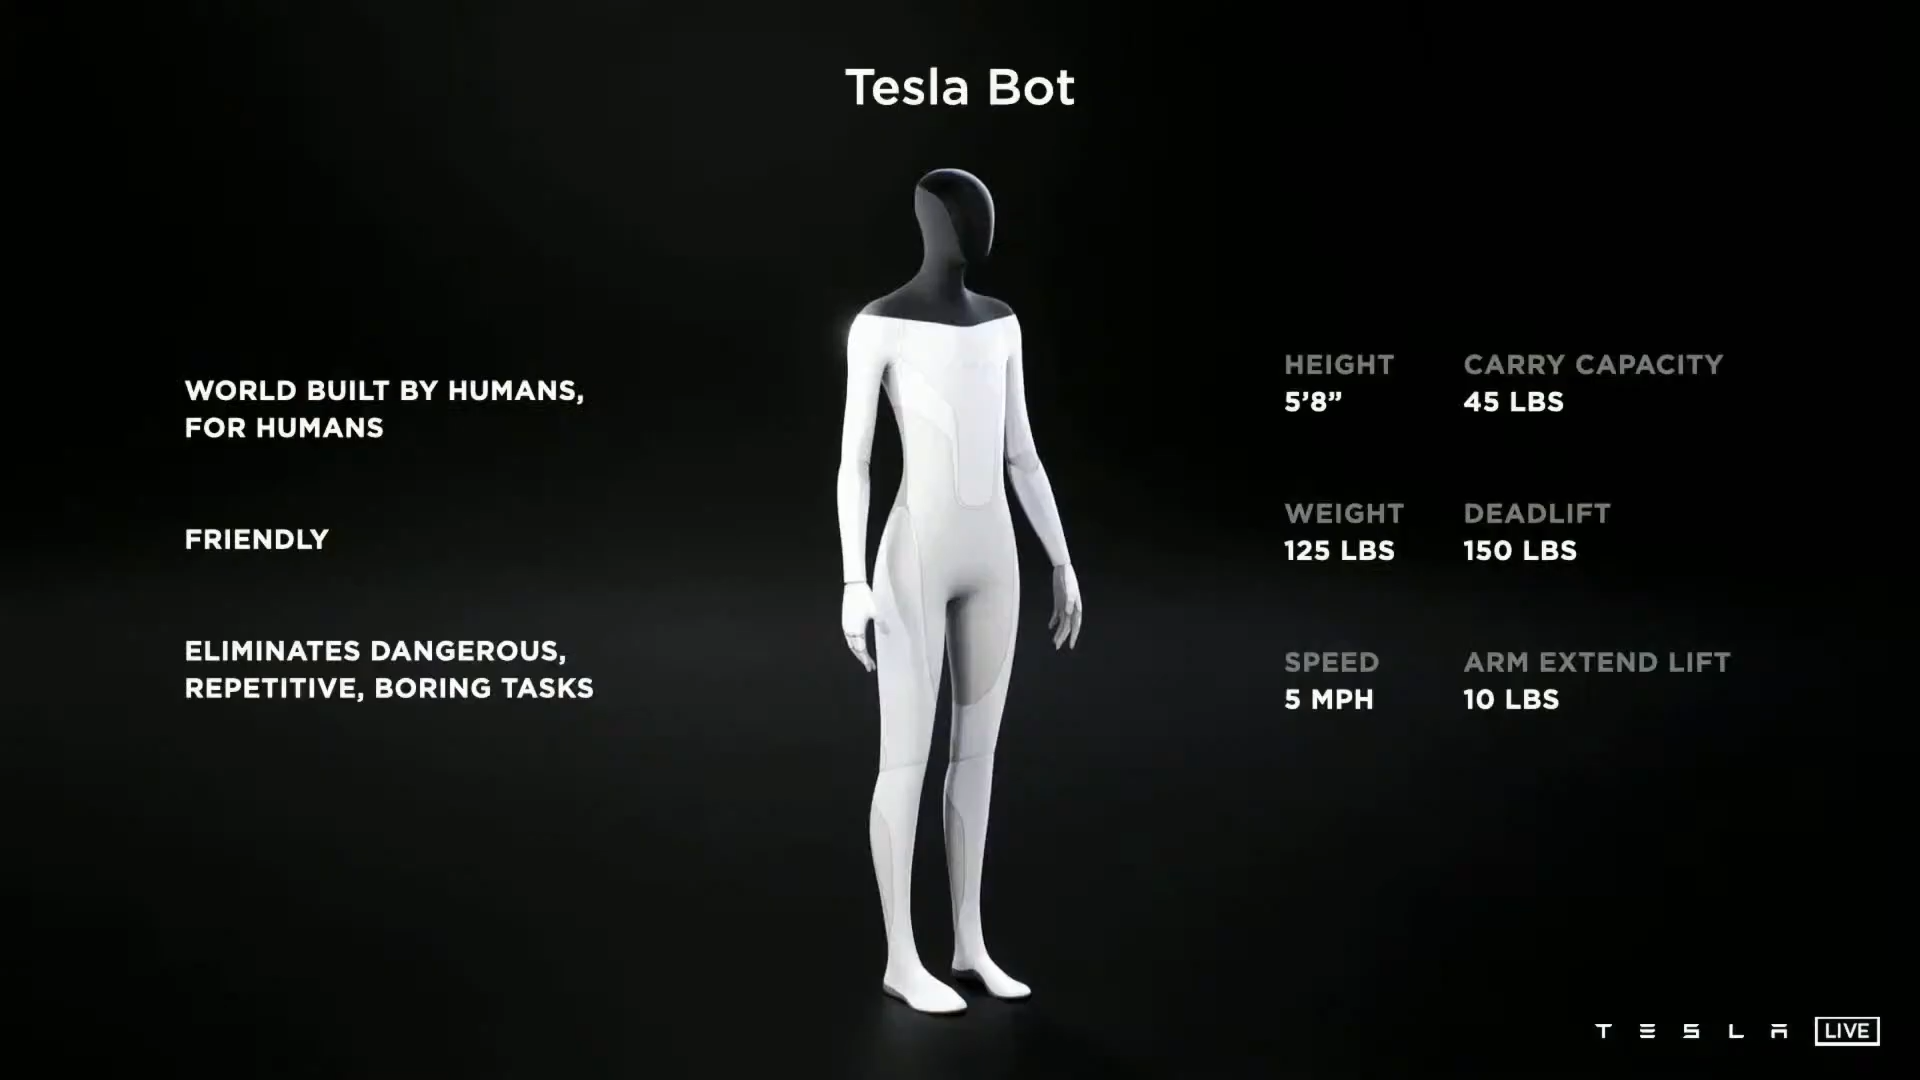 Tesla Bot
WORLD BUILT BY HUMANS,
FOR HUMANS
FRIENDLY
ELIMINATES DANGEROUS,
REPETITIVE, BORING TASKS
HEIGHT
5’8”
CARRY CAPACITY
45 LBS
WEIGHT
125 LBS
DEADLIFT
150 LBS
SPEED
5 MPH
ARM EXTEND LIFT
10 LBS
TESLA LIVE